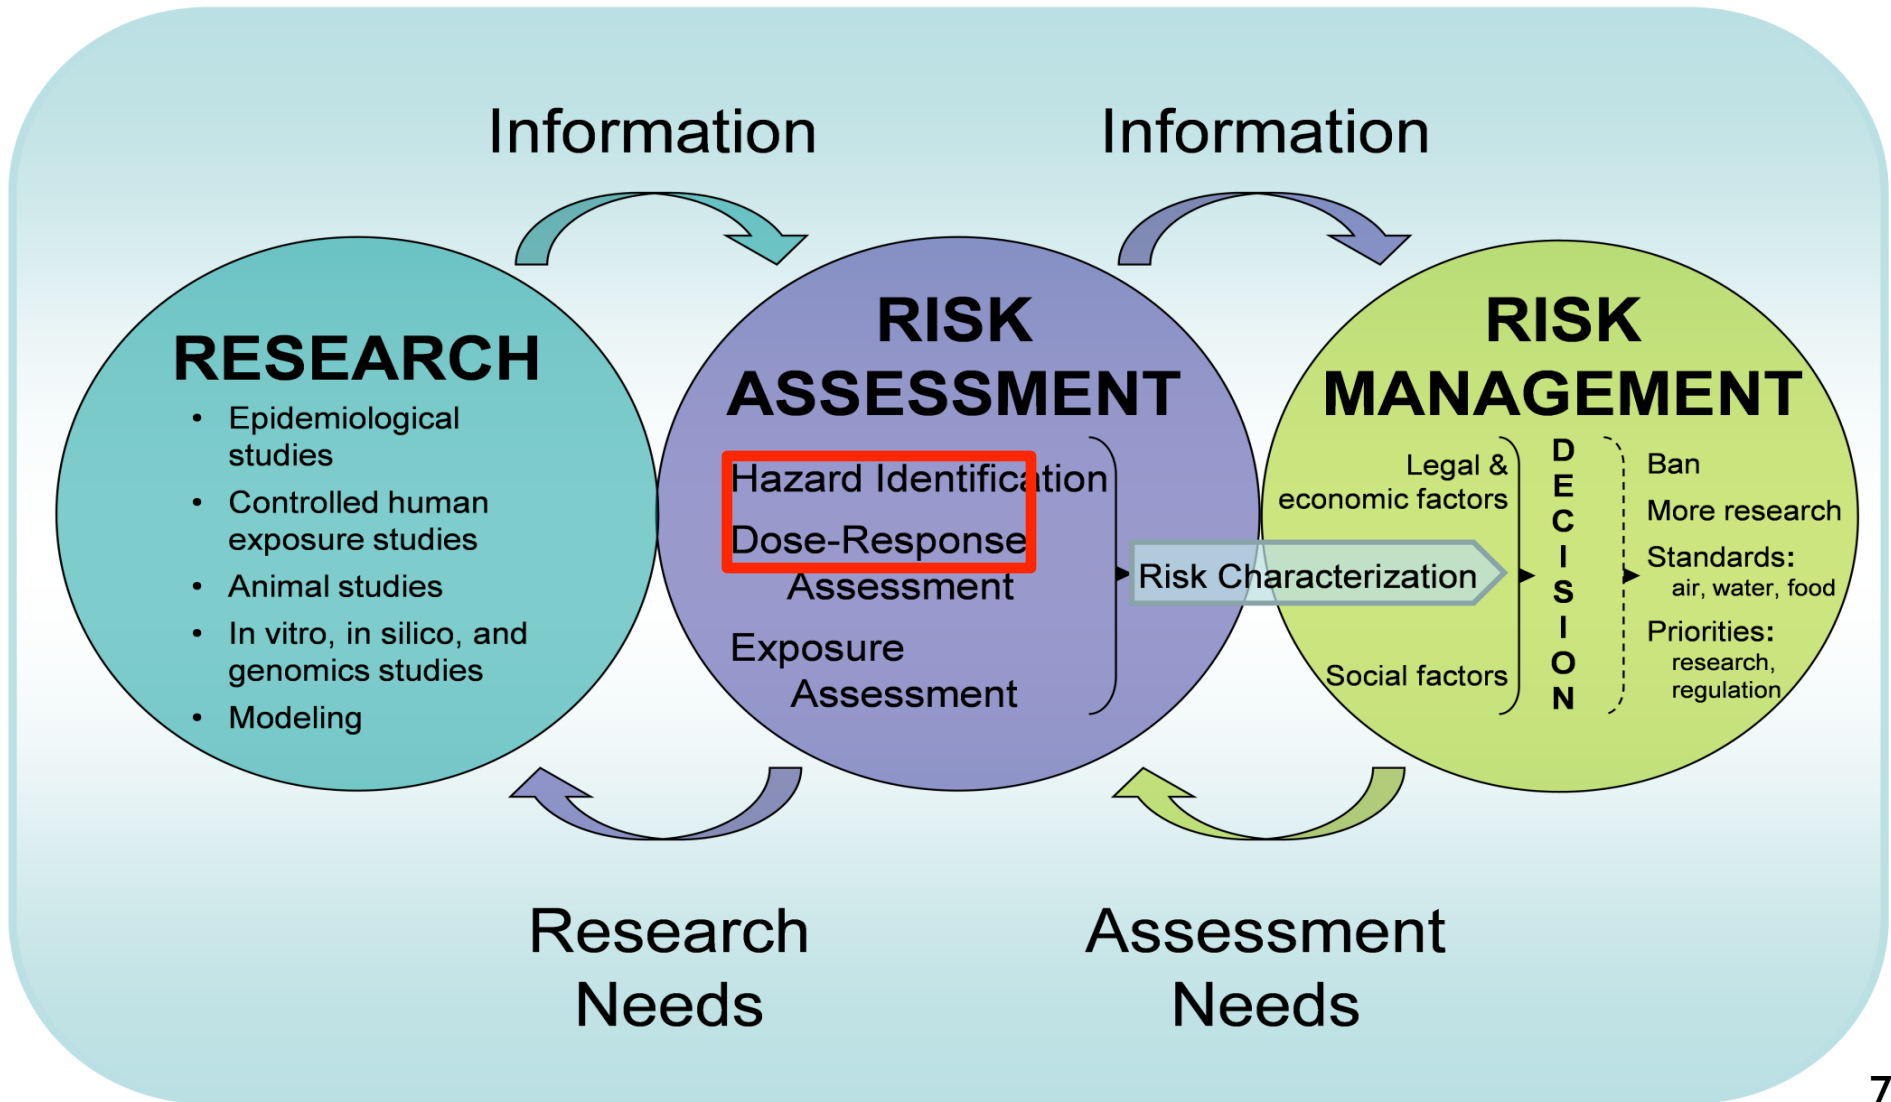 Information
Information
RESEARCH
• Epidemiological
studies
• Controlled human
exposure studies
• Animal studies
• In vitro, in silico, and
genomics studies
• Modeling
RISK
ASSESSMENT
Hazard Identification
Dose-Response
Assessment
Exposure
Assessment
Risk Characterization
RISK
MANAGEMENT
Legal &
economic factors
Social factors
DECISION
Ban
More research
Standards:
air, water, food
Priorities:
research,
regulation
Research
Needs
Assessment
Needs
7